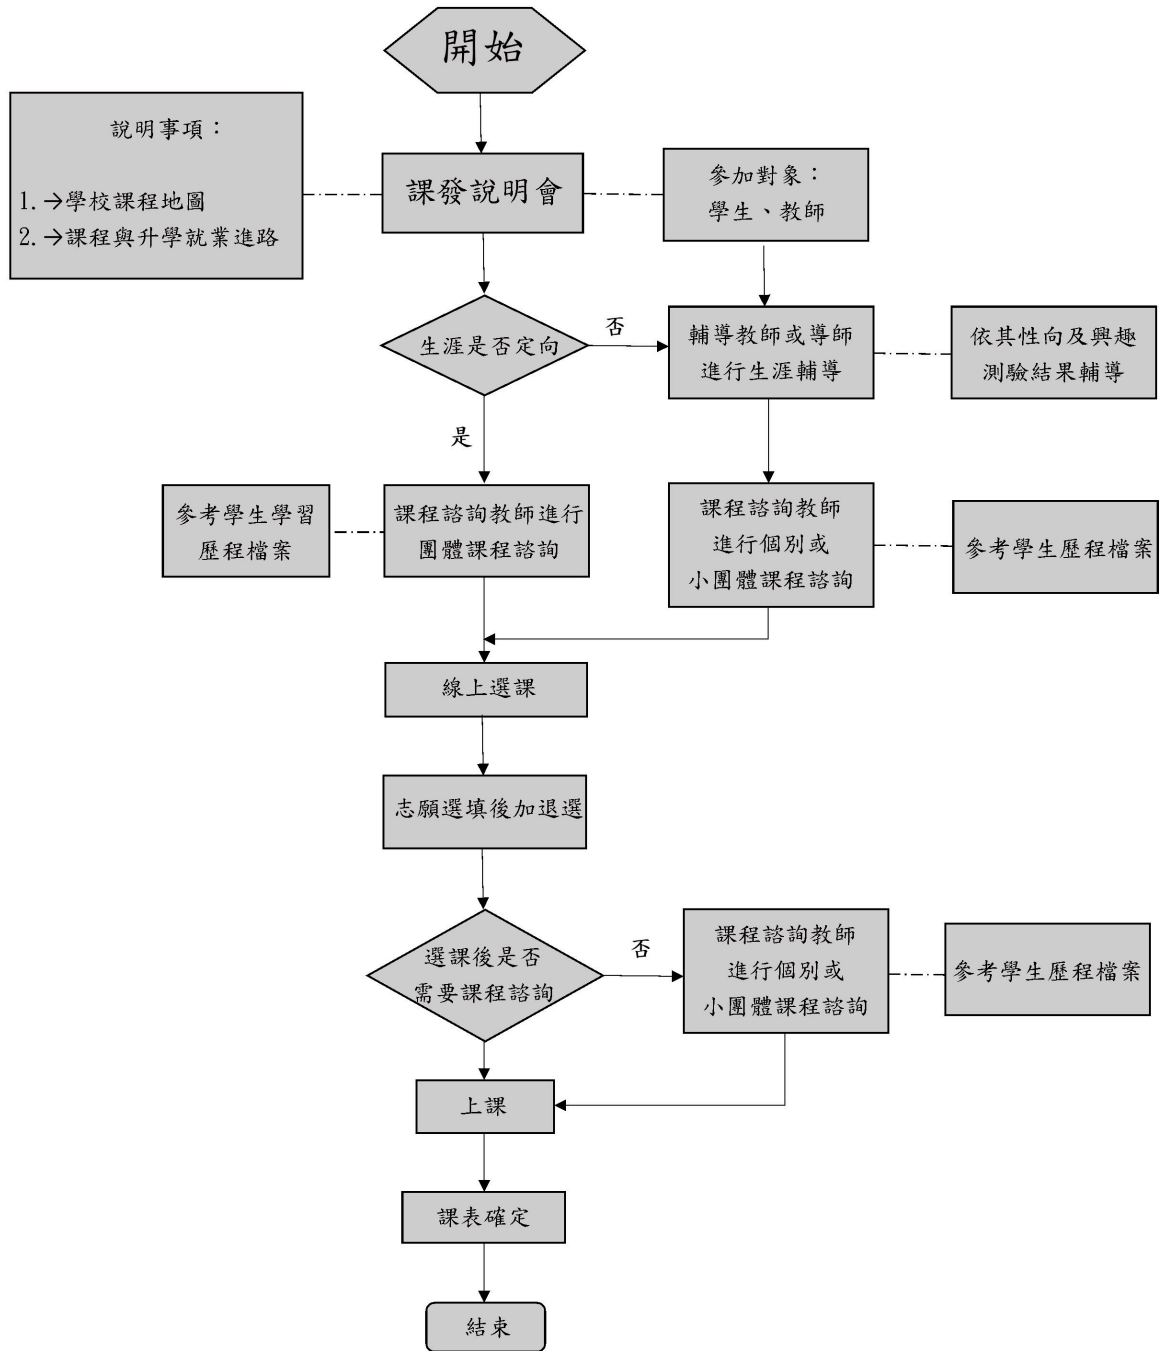 開始
說明事項：
1.→學校課程地圖
2.→課程與升學就業進路
課發說明會
參加對象：
學生、教師
生涯是否定向
否
輔導教師或導師
進行生涯輔導
依其性向及興趣
測驗結果輔導
是
參考學生學習
歷程檔案
課程諮詢教師進行
團體課程諮詢
課程諮詢教師
進行個別或
小團體課程諮詢
參考學生歷程檔案
線上選課
志願選填後加退選
選課後是否
需要課程諮詢
否
課程諮詢教師
進行個別或
小團體課程諮詢
參考學生歷程檔案
上課
課表確定
結束